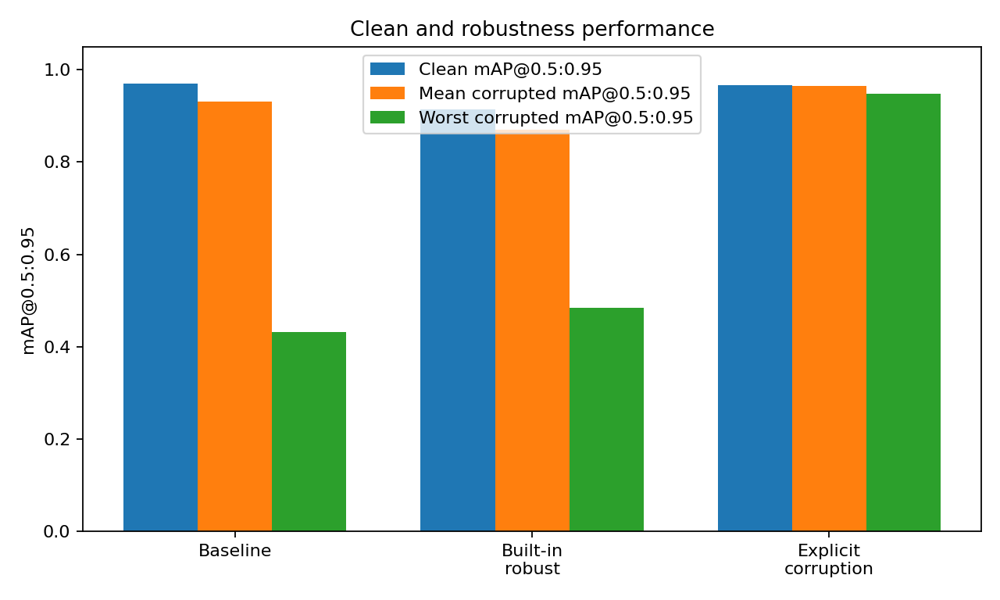 Clean and robustness performance
Clean mAP@0.5:0.95
Mean corrupted mAP@0.5:0.95
Worst corrupted mAP@0.5:0.95
mAP@0.5:0.95
1.0
0.8
0.6
0.4
0.2
0.0
Baseline
Built-in
robust
Explicit
corruption